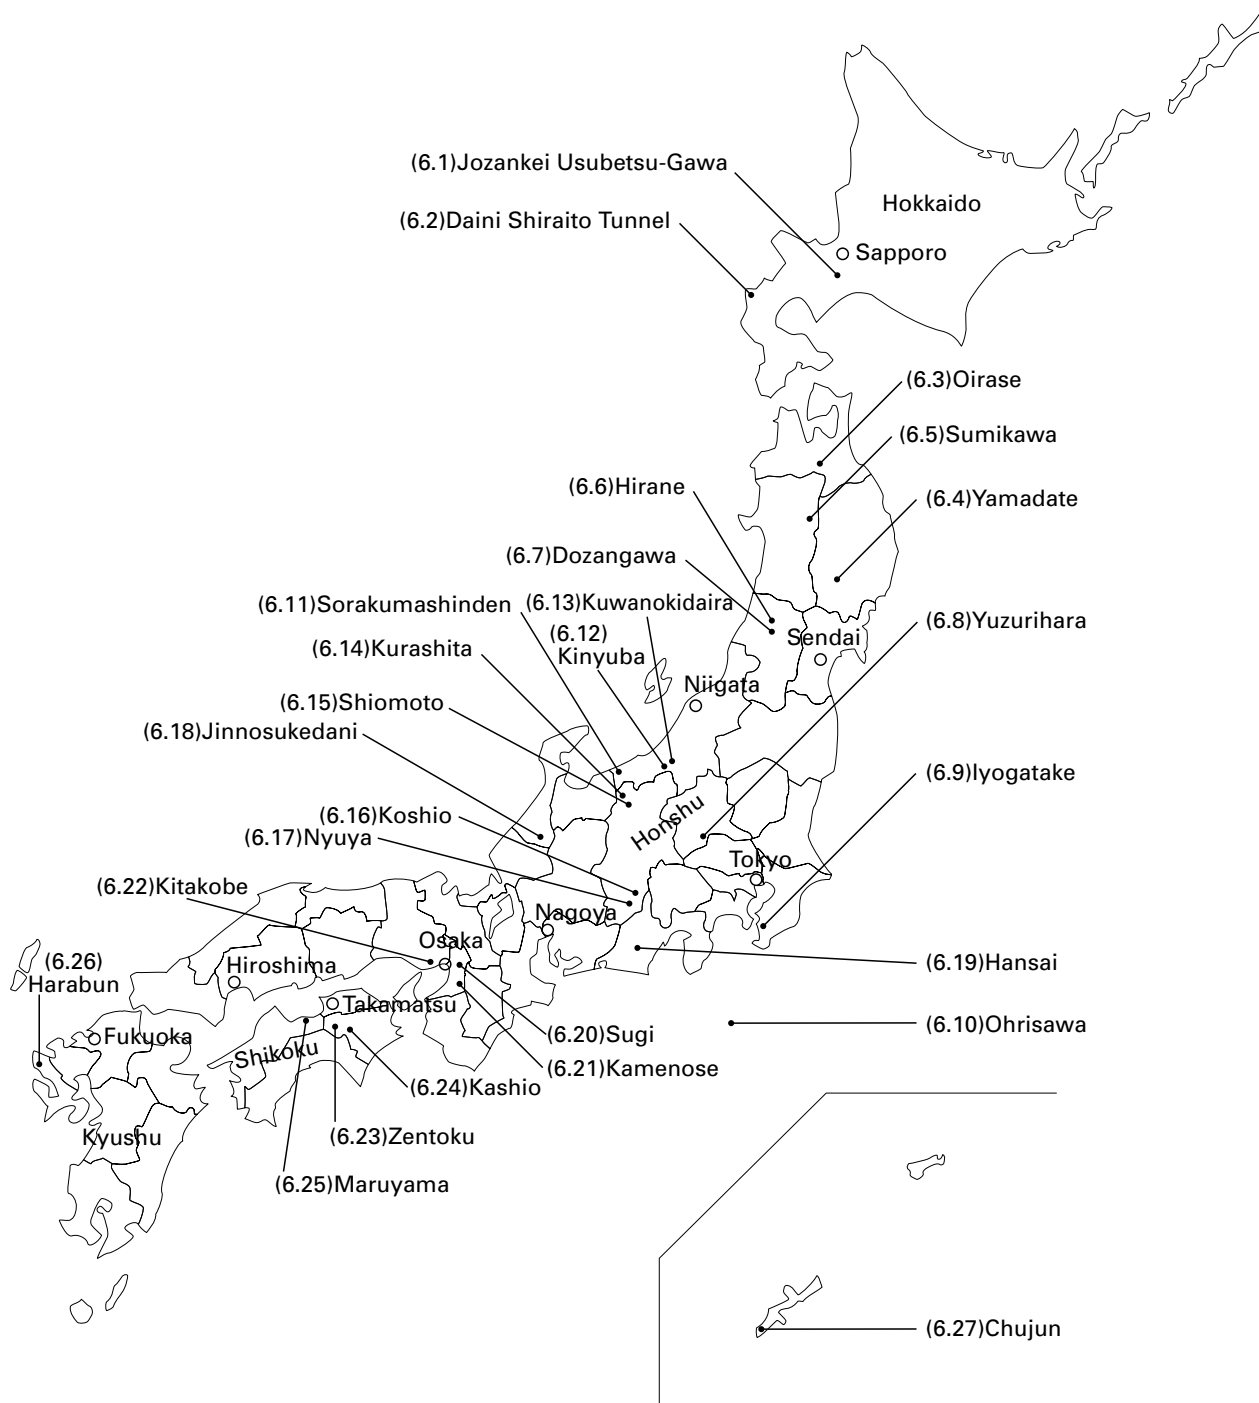 (6.1)Jozankei Usubetsu-Gawa
Hokkaido
(6.2)Daini Shiraito Tunnel
Sapporo
(6.3)Oirase
(6.5)Sumikawa
(6.6)Hirane
(6.4)Yamadate
(6.7)Dozangawa
(6.11)Sorakumashinden
(6.13)Kuwanokidaira
(6.8)Yuzurihara
(6.12)
Kinyuba
Sendai
(6.14)Kurashita
Niigata
(6.15)Shiomoto
(6.18)Jinnosukedani
(6.9)Iyogatake
(6.16)Koshio
Honshu
(6.17)Nyuya
Tokyo
(6.22)Kitakobe
Nagoya
Osaka
(6.26)
Harabun
Hiroshima
(6.19)Hansai
Takamatsu
(6.10)Ohrisawa
Fukuoka
(6.20)Sugi
Shikoku
(6.21)Kamenose
(6.24)Kashio
Kyushu
(6.23)Zentoku
(6.25)Maruyama
(6.27)Chujun